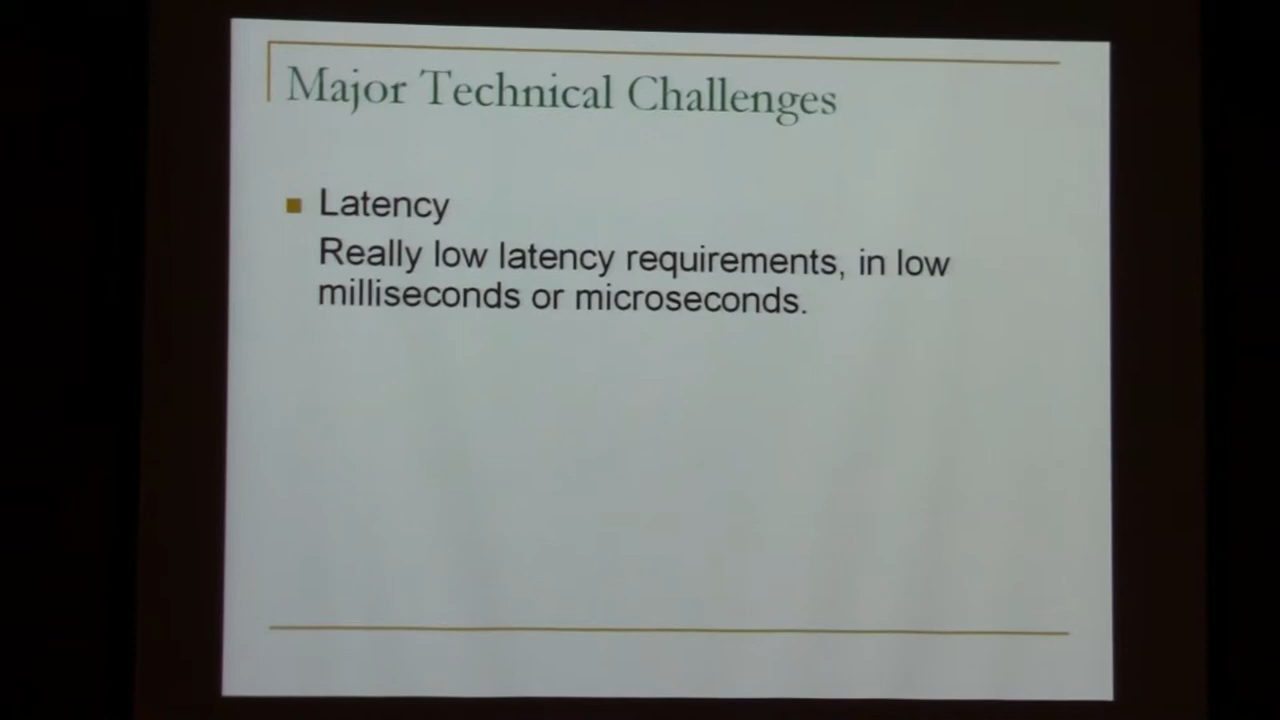 Major Technical Challenges
Latency
Really low latency requirements, in low
milliseconds or microseconds.